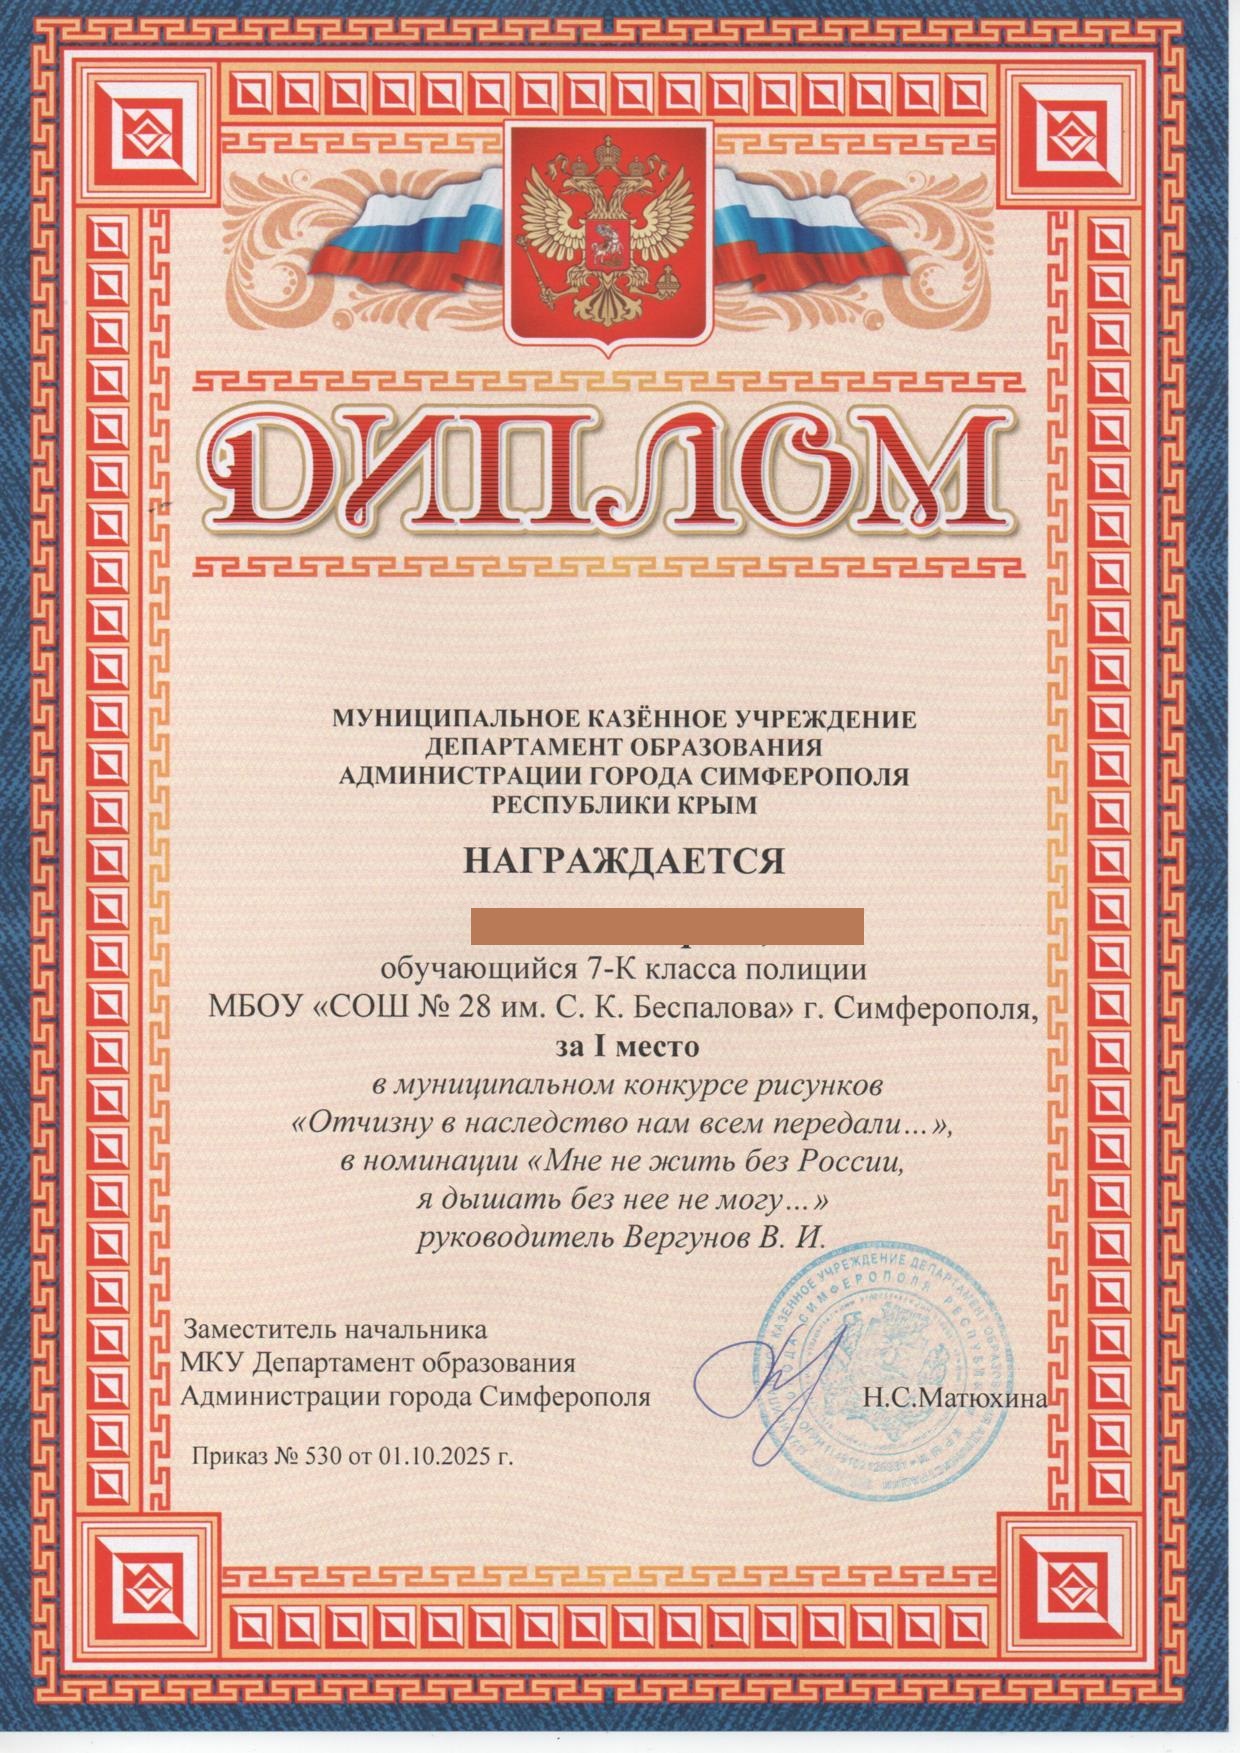 ДИПЛОМ
МУНИЦИПАЛЬНОЕ КАЗЁННОЕ УЧРЕЖДЕНИЕ
ДЕПАРТАМЕНТ ОБРАЗОВАНИЯ
АДМИНИСТРАЦИИ ГОРОДА СИМФЕРОПОЛЯ
РЕСПУБЛИКИ КРЫМ
НАГРАЖДАЕТСЯ
обучающийся 7-К класса полиции
МБОУ «СОШ № 28 им. С. К. Беспалова» г. Симферополя,
за I место
в муниципальном конкурсе рисунков
«Отчизну в наследство нам всем передали…»,
в номинации «Мне не жить без России,
я дышать без нее не могу…»
руководитель Вергунов В. И.
Заместитель начальника
МКУ Департамент образования
Администрации города Симферополя
Н.С.Матюхина
Приказ № 530 от 01.10.2025 г.